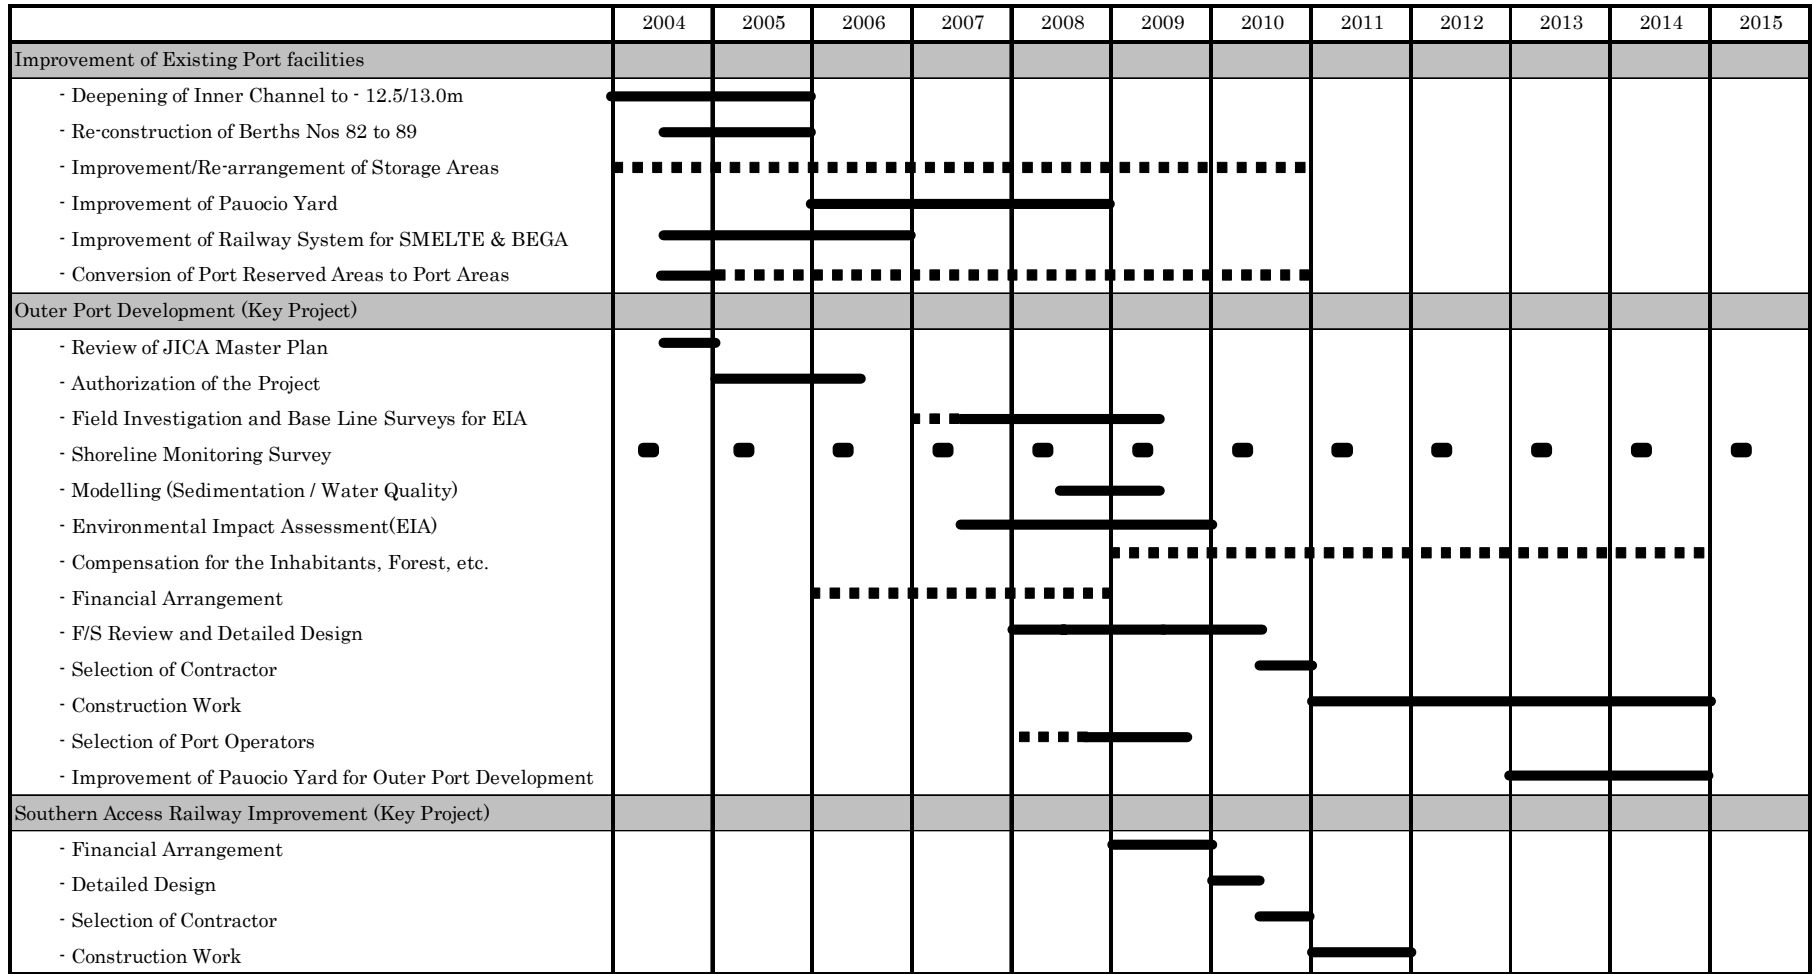 2004 2005 2006 2007 2008 2009 2010 2011 2012 2013 2014 2015
Improvement of Existing Port facilities
- Deepening of Inner Channel to - 12.5/13.0m
- Re-construction of Berths Nos 82 to 89
- Improvement/Re-arrangement of Storage Areas
- Improvement of Pauocio Yard
- Improvement of Railway System for SMELTE & BEGA
- Conversion of Port Reserved Areas to Port Areas
Outer Port Development (Key Project)
- Review of JICA Master Plan
- Authorization of the Project
- Field Investigation and Base Line Surveys for EIA
- Shoreline Monitoring Survey
- Modelling (Sedimentation / Water Quality)
- Environmental Impact Assessment(EIA)
- Compensation for the Inhabitants, Forest, etc.
- Financial Arrangement
- F/S Review and Detailed Design
- Selection of Contractor
- Construction Work
- Selection of Port Operators
- Improvement of Pauocio Yard for Outer Port Development
Southern Access Railway Improvement (Key Project)
- Financial Arrangement
- Detailed Design
- Selection of Contractor
- Construction Work